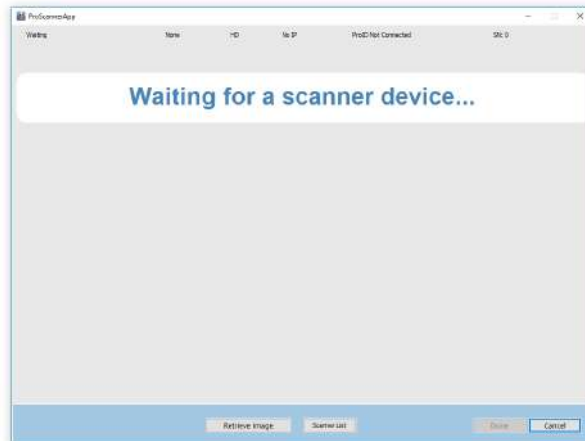 ProScannerApp
Waiting None HD No IP ProID Not Connected SN: 0
Waiting for a scanner device...
Retrieve image Scanner List Done Cancel